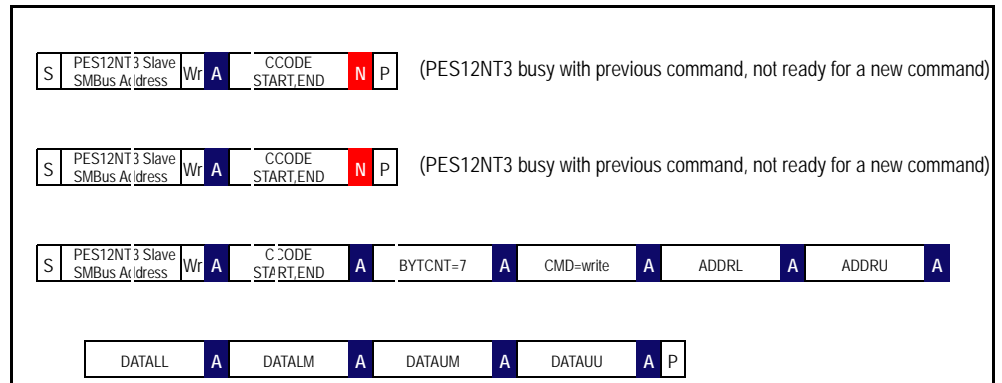 S PES12NT3 Slave SMBus Address Wr A CCODE START,END N P (PES12NT3 busy with previous command, not ready for a new command)
S PES12NT3 Slave SMBus Address Wr A CCODE START,END N P (PES12NT3 busy with previous command, not ready for a new command)
S PES12NT3 Slave SMBus Address Wr A CCODE START,END A BYTCNT=7 A CMD=write A ADDRL A ADDRU A
DATALL A DATALM A DATAUM A DATAUU A P